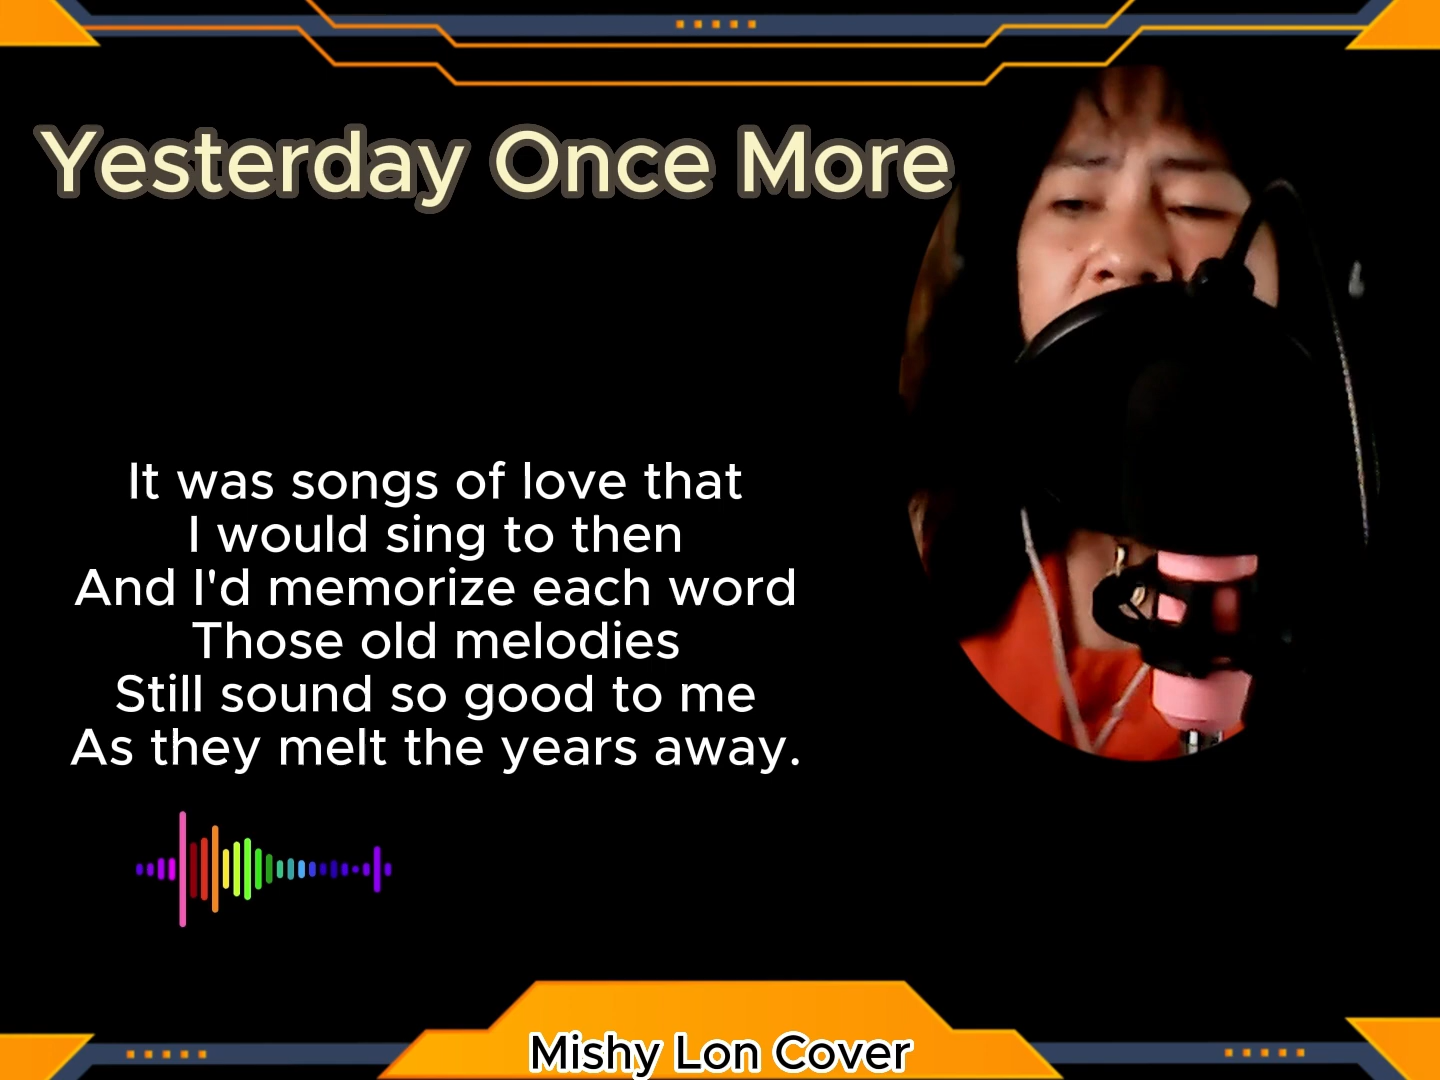 Yesterday Once More
It was songs of love that
I would sing to then
And I'd memorize each word
Those old melodies
Still sound so good to me
As they melt the years away.
Mishy Lon Cover